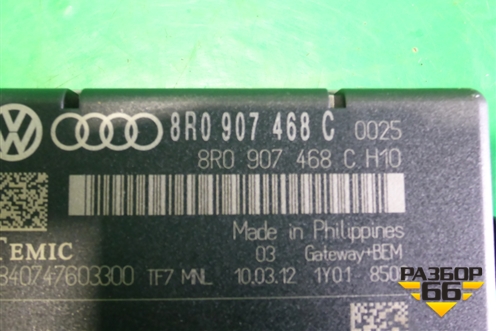 8R0 907 468 C 0025
8R0 907 468 C H10
Made in Philippines
03 Gateway+BEM
TEMIC
840747603300 TF7 MNL 10.03.12 1Y01 850
РАЗБОР
66